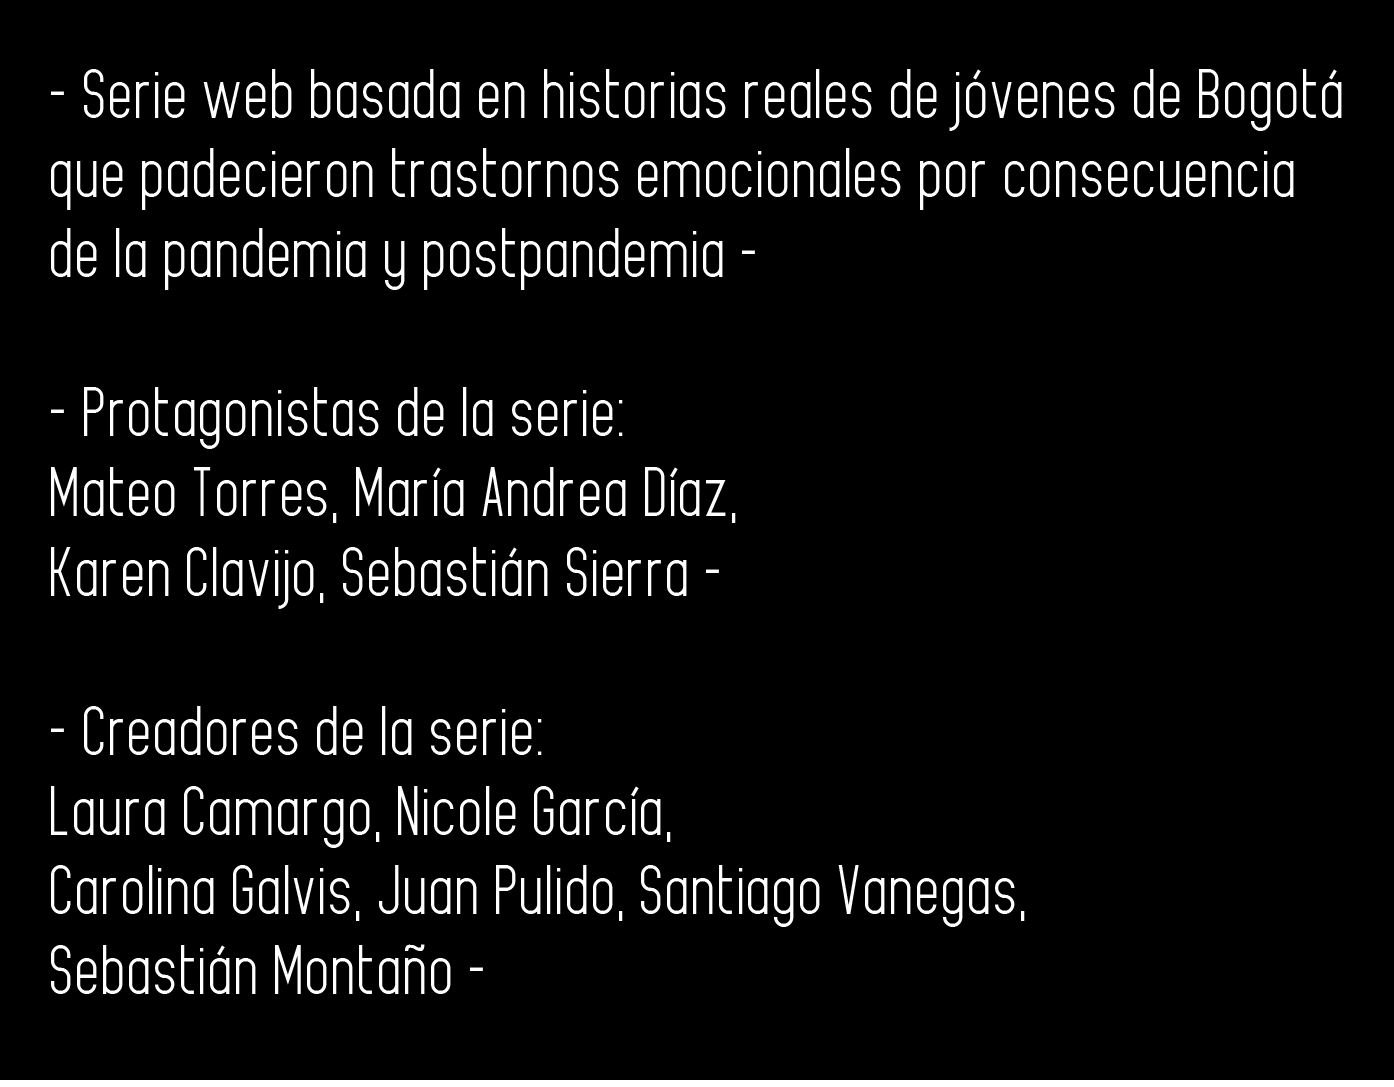 - Serie web basada en historias reales de jóvenes de Bogotá
que padecieron trastornos emocionales por consecuencia
de la pandemia y postpandemia -
- Protagonistas de la serie:
Mateo Torres, María Andrea Díaz,
Karen Clavijo, Sebastián Sierra -
- Creadores de la serie:
Laura Camargo, Nicole García,
Carolina Galvis, Juan Pulido, Santiago Vanegas,
Sebastián Montaño -